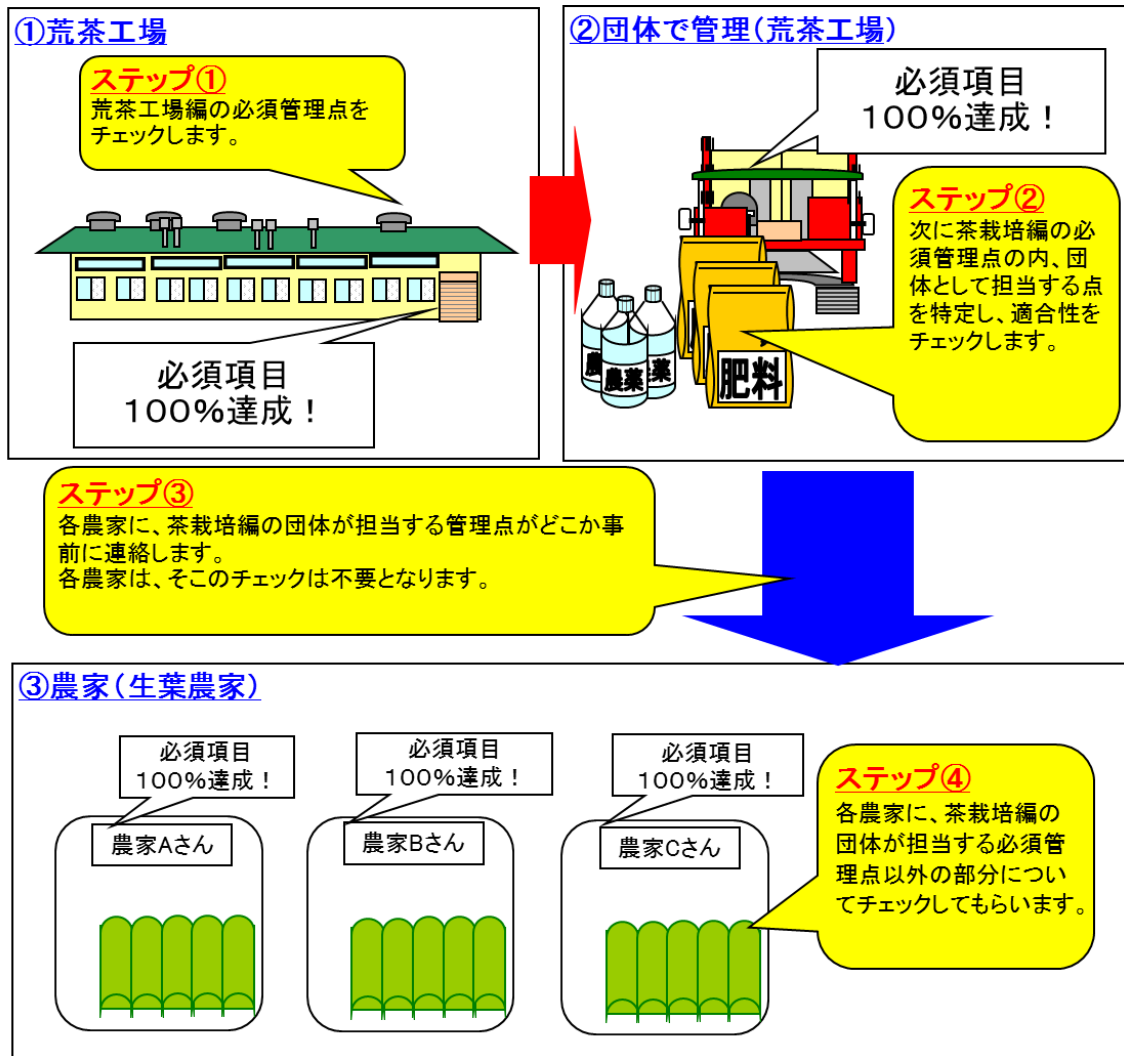 ①荒茶工場
ステップ①
荒茶工場編の必須管理点を
チェックします。
必須項目
100%達成！
②団体で管理(荒茶工場)
必須項目
100%達成！
ステップ②
次に茶栽培編の必
須管理点の内、団
体として担当する点
を特定し、適合性を
チェックします。
農薬
薬
農
肥料
ステップ③
各農家に、茶栽培編の団体が担当する管理点がどこか事
前に連絡します。
各農家は、そこのチェックは不要となります。
③農家(生葉農家)
必須項目
100%達成！
農家Aさん
必須項目
100%達成！
農家Bさん
必須項目
100%達成！
農家Cさん
ステップ④
各農家に、茶栽培編の
団体が担当する必須管
理点以外の部分につい
てチェックしてもらいます。